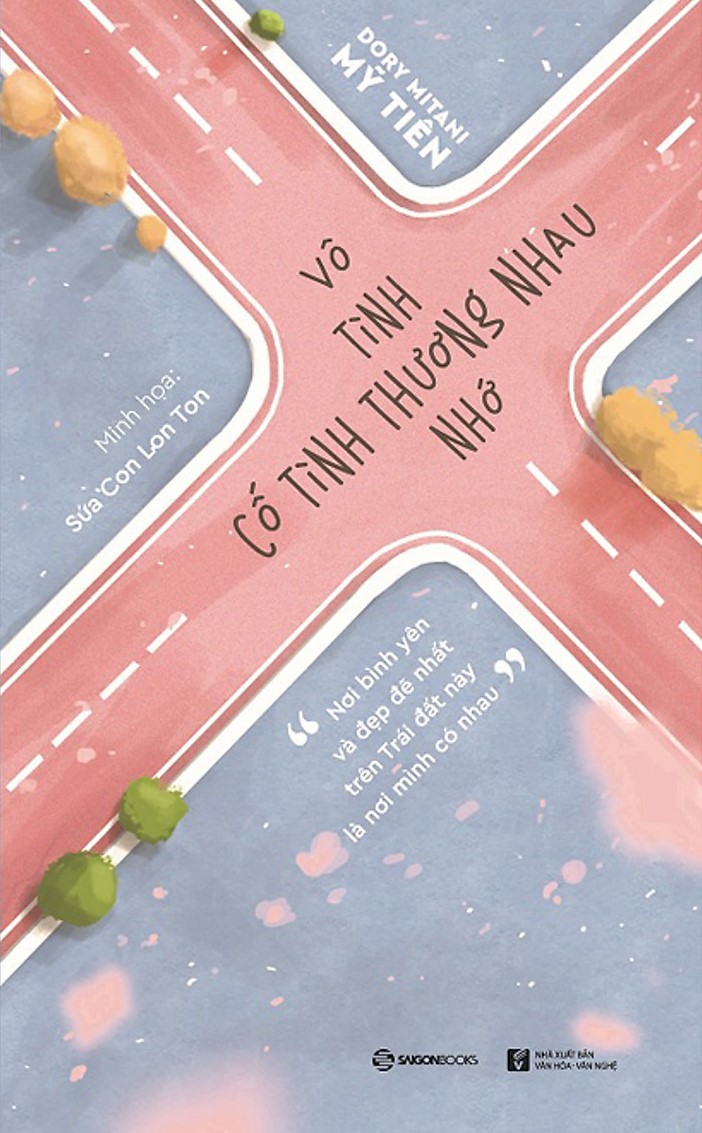 DORY MITANI
MỸ TIÊN
VÔ
TÌNH
CỐ TÌNH THƯƠNG NHAU
NHỚ
Minh họa:
Sứa Con Lon Ton
“ Nơi bình yên
và đẹp đẽ nhất
trên Trái đất này
là nơi mình có nhau ”
SAIGONBOOKS
NHÀ XUẤT BẢN
VĂN HÓA - VĂN NGHỆ